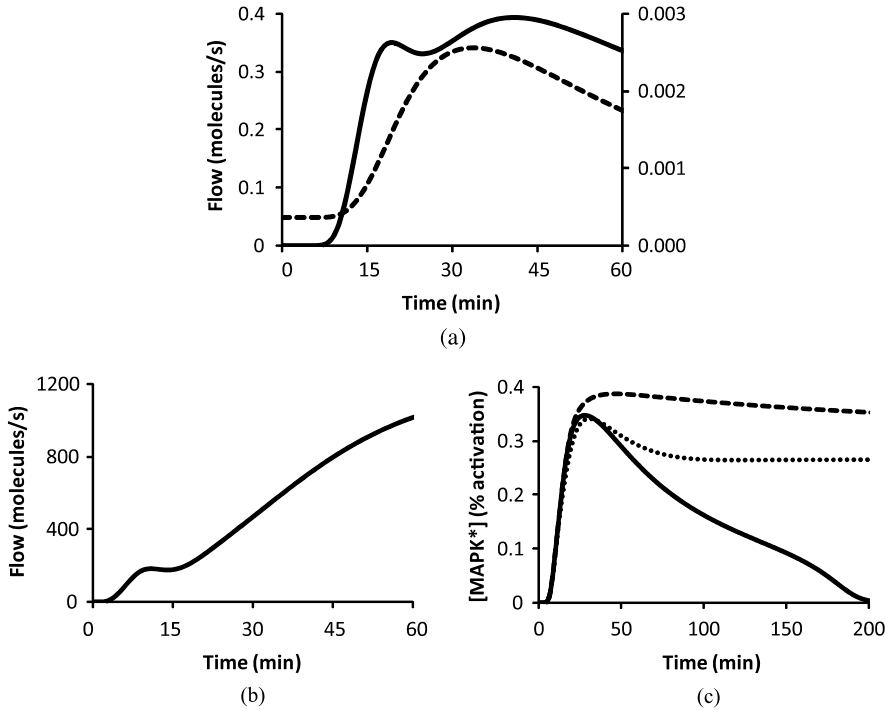 Flow (molecules/s)
0.4
0.3
0.2
0.1
0
0.003
0.002
0.001
0.000
0 15 30 45 60
Time (min)
(a)
Flow (molecules/s)
1200
800
400
0
0 15 30 45 60
Time (min)
(b)
[MAPK*] (% activation)
0.4
0.3
0.2
0.1
0
0 50 100 150 200
Time (min)
(c)